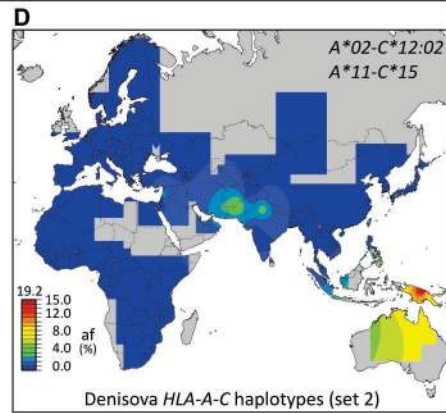 D
A*02-C*12:02
A*11-C*15
19.2
15.0
12.0
8.0
af
4.0
(%)
0.0
Denisova HLA-A-C haplotypes (set 2)